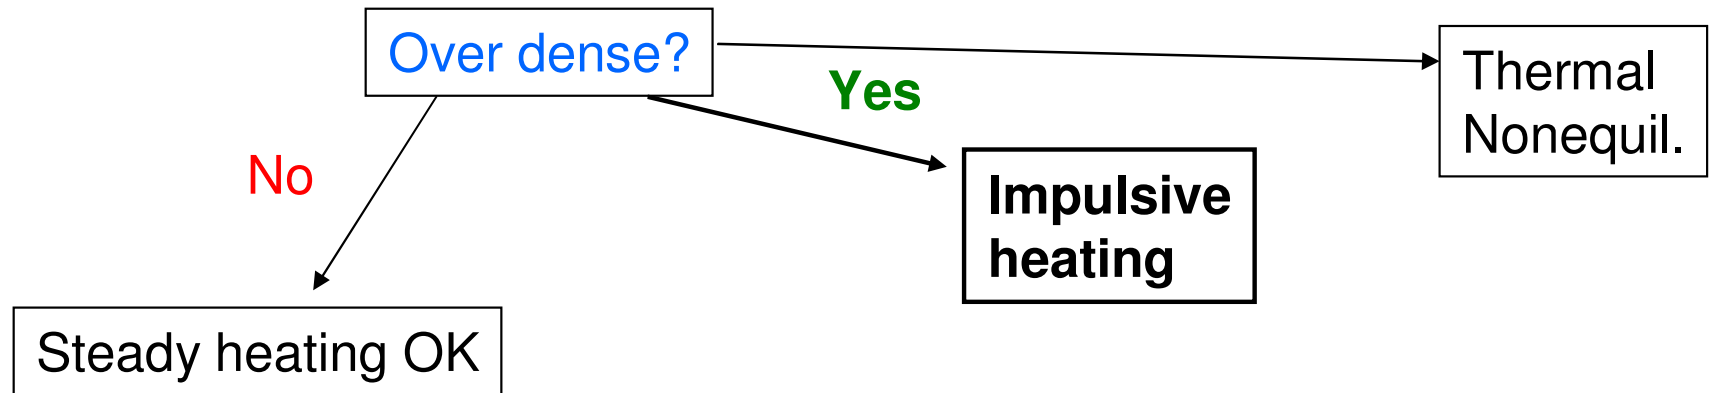 Over dense?
Yes
Thermal
Nonequil.
No
Impulsive
heating
Steady heating OK